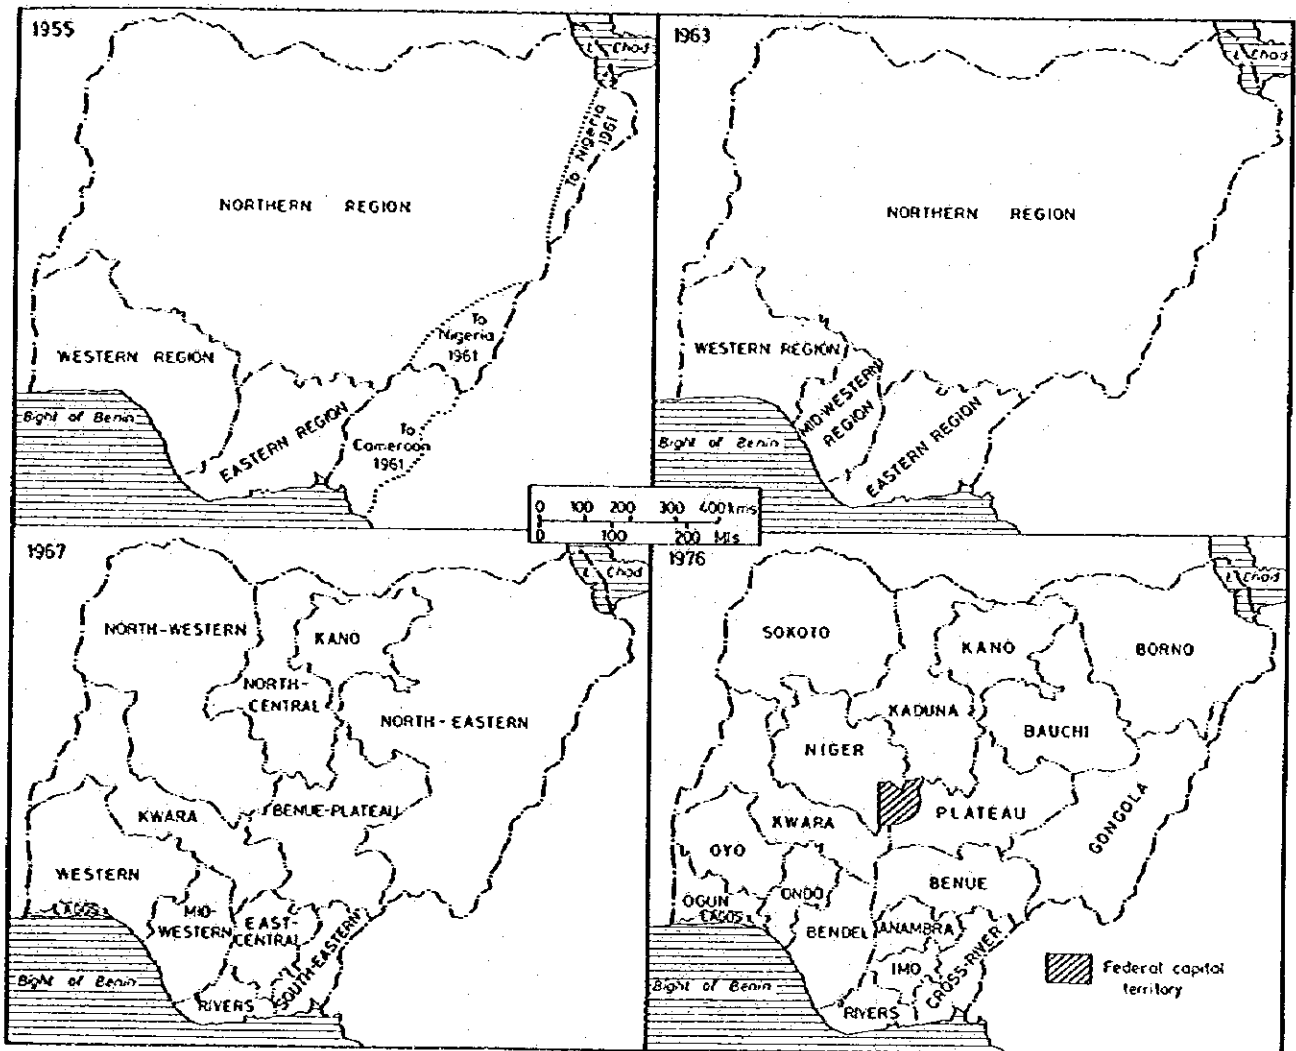 1955
L. Chad
To Nigeria
1961
NORTHERN REGION
To
Nigeria
1961
WESTERN REGION
Bight of Benin
EASTERN REGION
To
Cameroon
1961
1963
L. Chad
NORTHERN REGION
WESTERN REGION
MID-WESTERN
REGION
Bight of Benin
EASTERN REGION
0 100 200 300 400 kms
0 100 200 Mls
1967
L. Chad
NORTH-WESTERN
KANO
NORTH-
CENTRAL
NORTH-EASTERN
KWARA
BENUE-PLATEAU
WESTERN
LAGOS
MID-
WESTERN
EAST-
CENTRAL
SOUTH-EASTERN
Bight of Benin
RIVERS
1976
L. Chad
SOKOTO
KANO
BORNO
KADUNA
BAUCHI
NIGER
PLATEAU
GONGOLA
KWARA
OYO
BENUE
ONDO
OGUN
LAGOS
BENDEL
ANAMBRA
IMO
CROSS-RIVER
Bight of Benin
RIVERS
Federal capital
territory